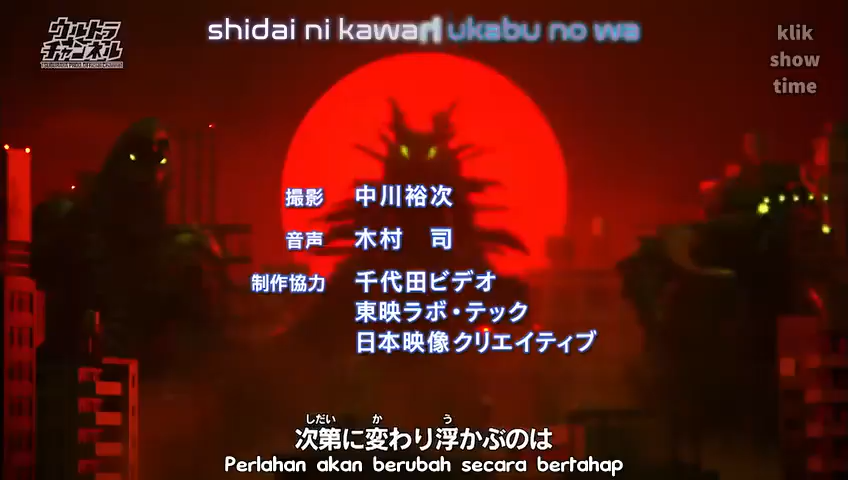 shidai ni kawari ukabu no wa
ウルトラ
チャンネル
klik
show
time
撮影 中川裕次
音声 木村 司
制作協力 千代田ビデオ
東映ラボ・テック
日本映像クリエイティブ
しだい か う
次第に変わり浮かぶのは
Perlahan akan berubah secara bertahap